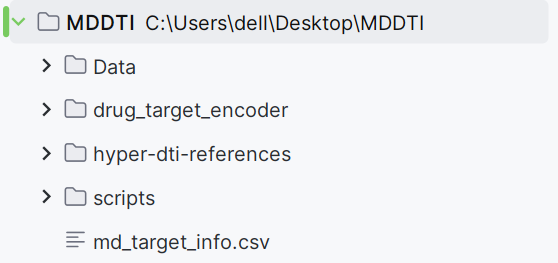 MDDTI C:\Users\dell\Desktop\MDDTI
Data
drug_target_encoder
hyper-dti-references
scripts
md_target_info.csv